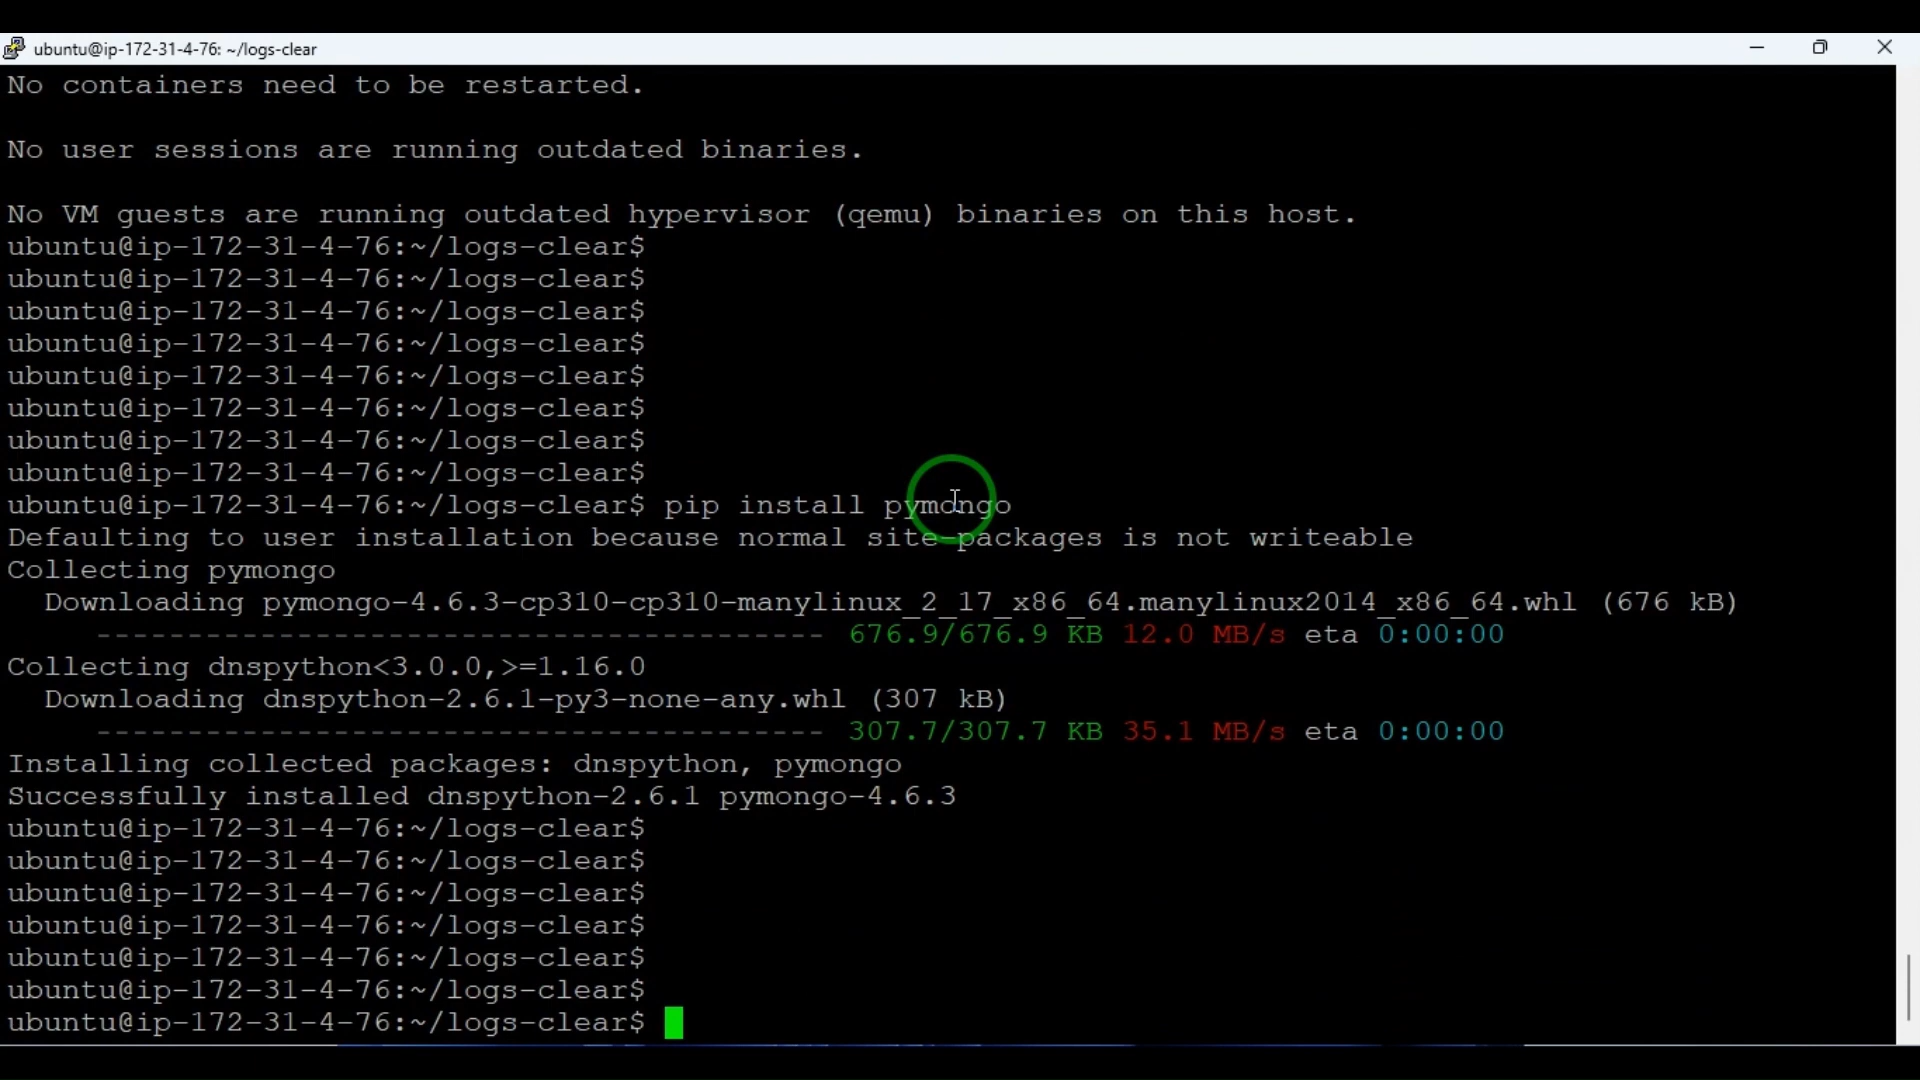 ubuntu@ip-172-31-4-76: ~/logs-clear
No containers need to be restarted.
No user sessions are running outdated binaries.
No VM guests are running outdated hypervisor (qemu) binaries on this host.
ubuntu@ip-172-31-4-76:~/logs-clear$
ubuntu@ip-172-31-4-76:~/logs-clear$
ubuntu@ip-172-31-4-76:~/logs-clear$
ubuntu@ip-172-31-4-76:~/logs-clear$
ubuntu@ip-172-31-4-76:~/logs-clear$
ubuntu@ip-172-31-4-76:~/logs-clear$
ubuntu@ip-172-31-4-76:~/logs-clear$
ubuntu@ip-172-31-4-76:~/logs-clear$
ubuntu@ip-172-31-4-76:~/logs-clear$ pip install pymongo
Defaulting to user installation because normal site-packages is not writeable
Collecting pymongo
  Downloading pymongo-4.6.3-cp310-cp310-manylinux_2_17_x86_64.manylinux2014_x86_64.whl (676 kB)
     ---------------------------------------- 676.9/676.9 KB 12.0 MB/s eta 0:00:00
Collecting dnspython<3.0.0,>=1.16.0
  Downloading dnspython-2.6.1-py3-none-any.whl (307 kB)
     ---------------------------------------- 307.7/307.7 KB 35.1 MB/s eta 0:00:00
Installing collected packages: dnspython, pymongo
Successfully installed dnspython-2.6.1 pymongo-4.6.3
ubuntu@ip-172-31-4-76:~/logs-clear$
ubuntu@ip-172-31-4-76:~/logs-clear$
ubuntu@ip-172-31-4-76:~/logs-clear$
ubuntu@ip-172-31-4-76:~/logs-clear$
ubuntu@ip-172-31-4-76:~/logs-clear$
ubuntu@ip-172-31-4-76:~/logs-clear$
ubuntu@ip-172-31-4-76:~/logs-clear$